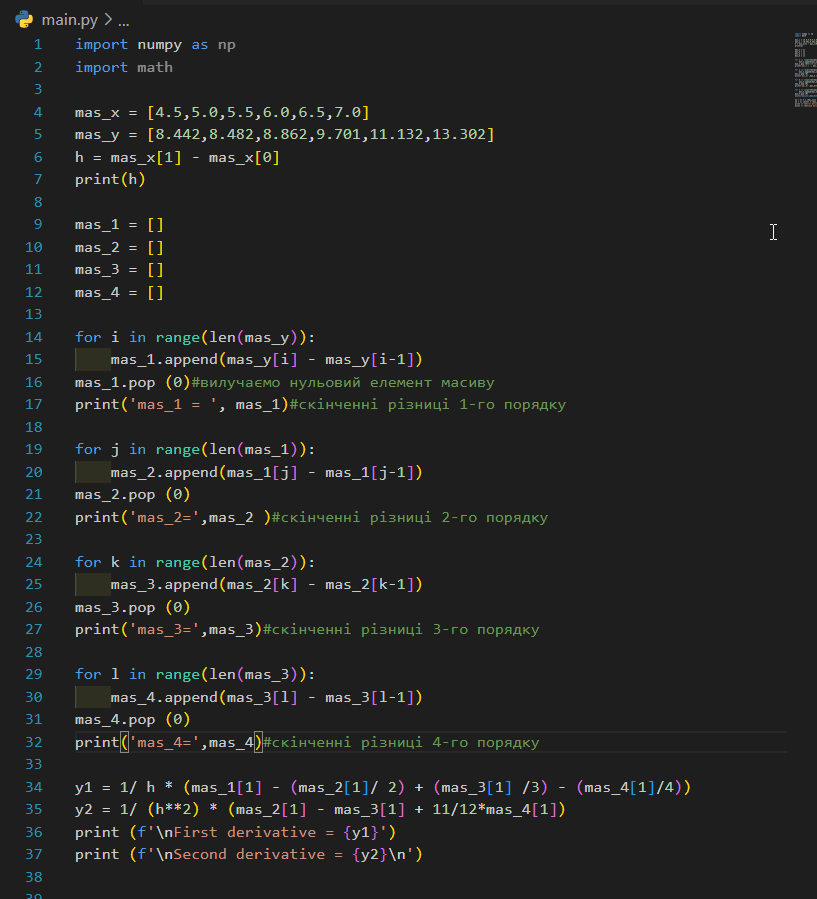 main.py > ...
1 import numpy as np
2 import math
3
4 mas_x = [4.5,5.0,5.5,6.0,6.5,7.0]
5 mas_y = [8.442,8.482,8.862,9.701,11.132,13.302]
6 h = mas_x[1] - mas_x[0]
7 print(h)
8
9 mas_1 = []
10 mas_2 = []
11 mas_3 = []
12 mas_4 = []
13
14 for i in range(len(mas_y)):
15     mas_1.append(mas_y[i] - mas_y[i-1])
16 mas_1.pop (0)#вилучаємо нульовий елемент масиву
17 print('mas_1 = ', mas_1)#скінченні різниці 1-го порядку
18
19 for j in range(len(mas_1)):
20     mas_2.append(mas_1[j] - mas_1[j-1])
21 mas_2.pop (0)
22 print('mas_2=',mas_2 )#скінченні різниці 2-го порядку
23
24 for k in range(len(mas_2)):
25     mas_3.append(mas_2[k] - mas_2[k-1])
26 mas_3.pop (0)
27 print('mas_3=',mas_3)#скінченні різниці 3-го порядку
28
29 for l in range(len(mas_3)):
30     mas_4.append(mas_3[l] - mas_3[l-1])
31 mas_4.pop (0)
32 print('mas_4=',mas_4)#скінченні різниці 4-го порядку
33
34 y1 = 1/ h * (mas_1[1] - (mas_2[1]/ 2) + (mas_3[1] /3) - (mas_4[1]/4))
35 y2 = 1/ (h**2) * (mas_2[1] - mas_3[1] + 11/12*mas_4[1])
36 print (f'\nFirst derivative = {y1}')
37 print (f'\nSecond derivative = {y2}\n')
38
39